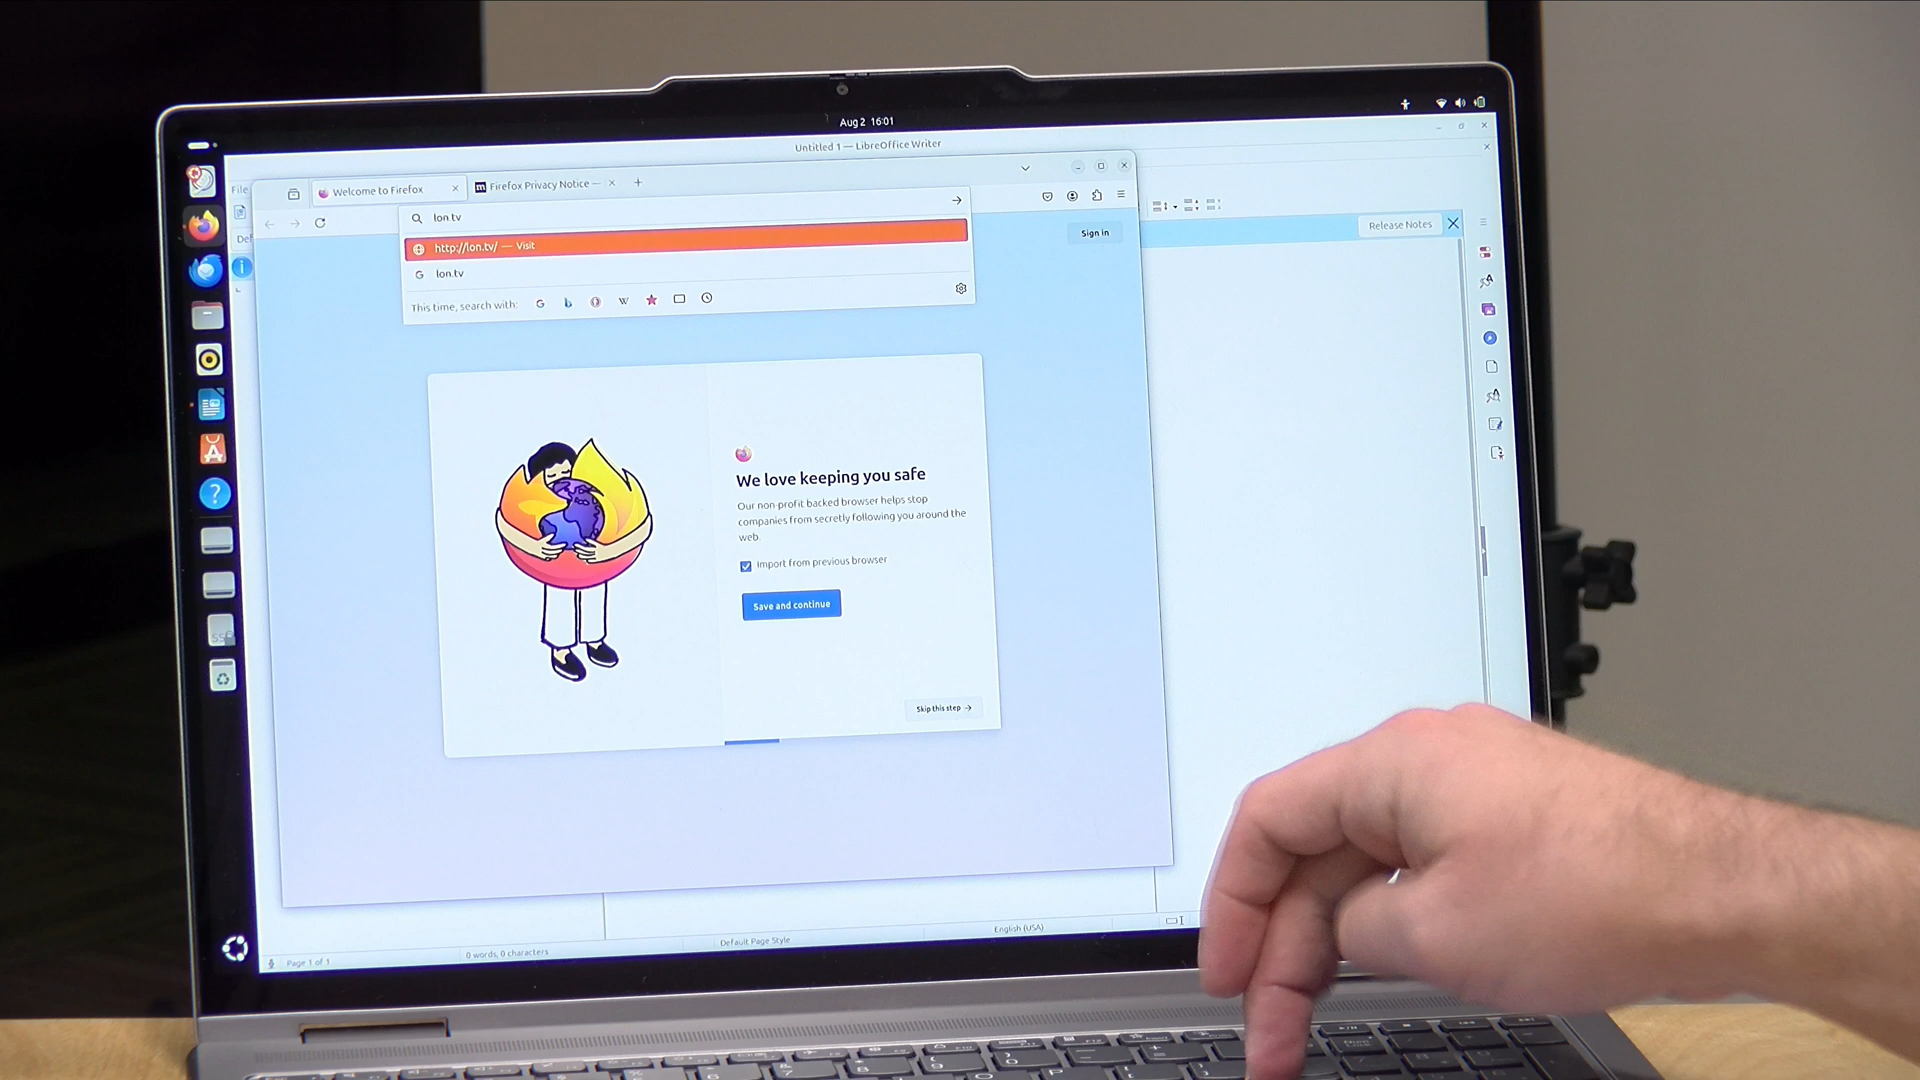 Aug 2 16:01
Untitled 1 — LibreOffice Writer
File
Welcome to Firefox
Firefox Privacy Notice —
lon.tv
Def
http://lon.tv/ — Visit
Sign in
Release Notes
G lon.tv
This time, search with: G b W
We love keeping you safe
Our non-profit backed browser helps stop
companies from secretly following you around the
web.
Import from previous browser
Save and continue
Skip this step →
Page 1 of 1
0 words, 0 characters
Default Page Style
English (USA)